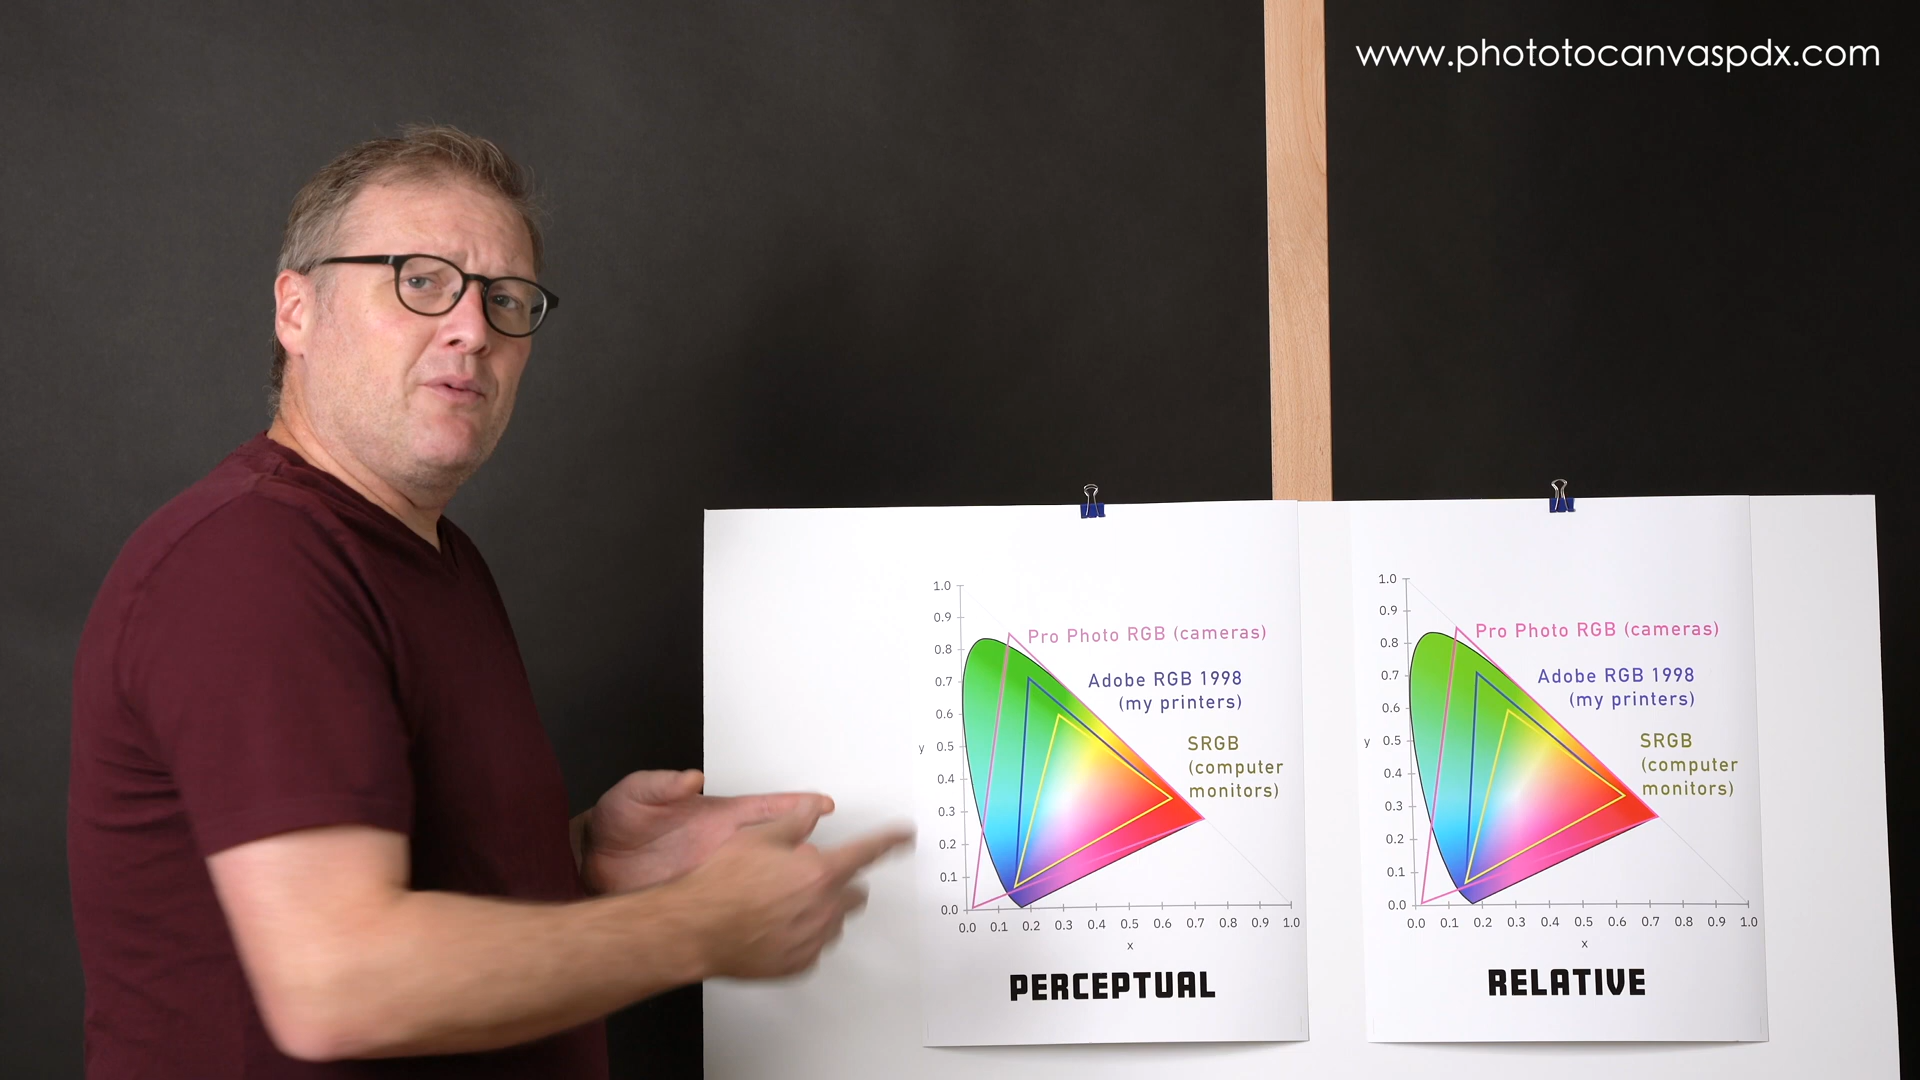 www.phototocanvaspdx.com
1.0
0.9
0.8
0.7
0.6
0.5
0.4
0.3
0.2
0.1
0.0
y
Pro Photo RGB (cameras)
Adobe RGB 1998
(my printers)
SRGB
(computer
monitors)
0.0 0.1 0.2 0.3 0.4 0.5 0.6 0.7 0.8 0.9 1.0
x
PERCEPTUAL
1.0
0.9
0.8
0.7
0.6
0.5
0.4
0.3
0.2
0.1
0.0
y
Pro Photo RGB (cameras)
Adobe RGB 1998
(my printers)
SRGB
(computer
monitors)
0.0 0.1 0.2 0.3 0.4 0.5 0.6 0.7 0.8 0.9 1.0
x
RELATIVE